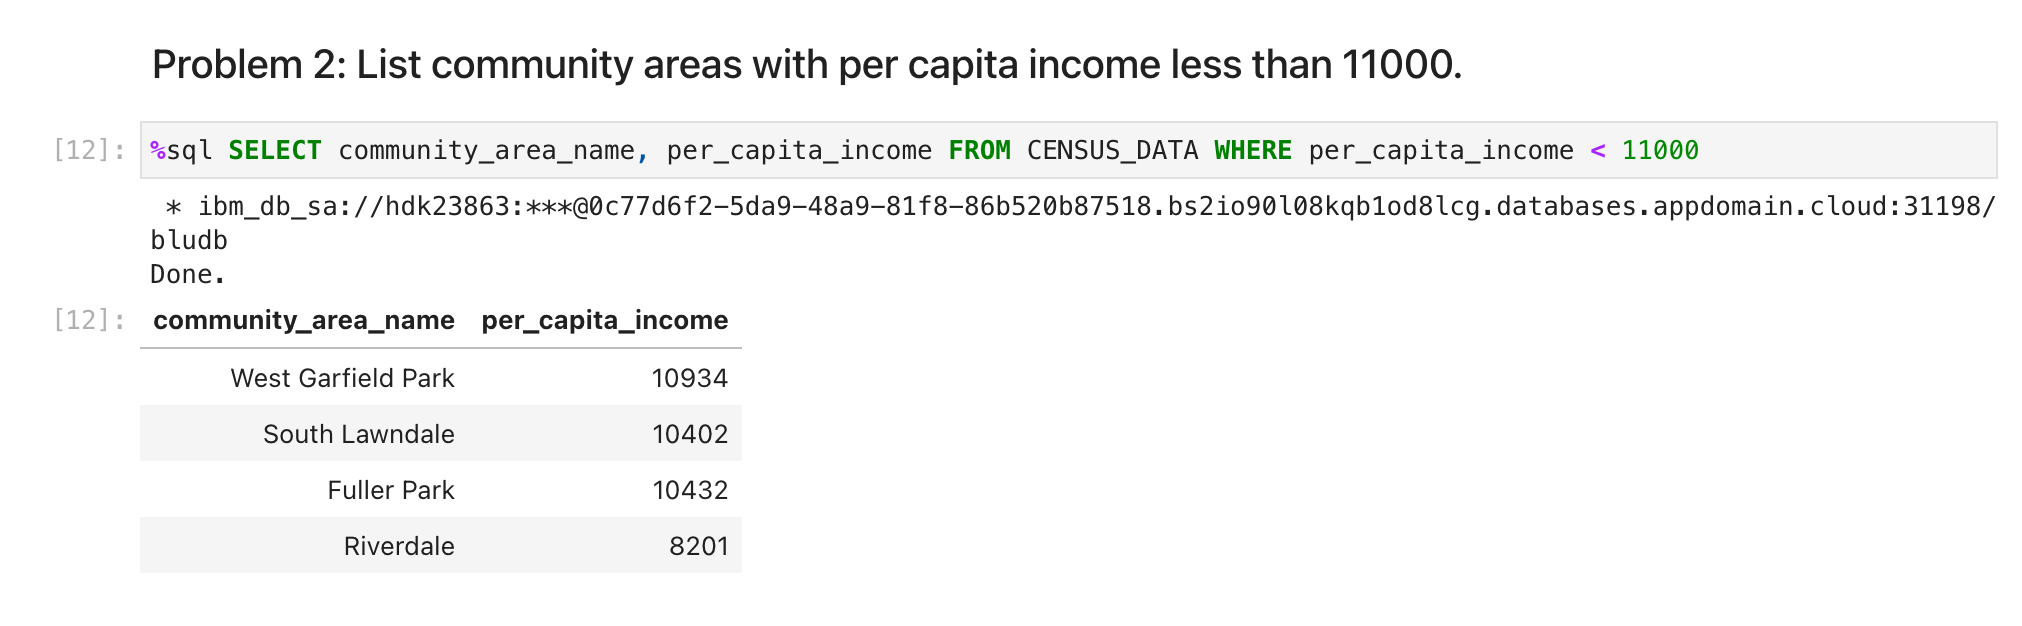 Problem 2: List community areas with per capita income less than 11000.
[12]: %sql SELECT community_area_name, per_capita_income FROM CENSUS_DATA WHERE per_capita_income < 11000
* ibm_db_sa://hdk23863:***@0c77d6f2-5da9-48a9-81f8-86b520b87518.bs2io90l08kqb1od8lcg.databases.appdomain.cloud:31198/
bludb
Done.
[12]: community_area_name per_capita_income
West Garfield Park 10934
South Lawndale 10402
Fuller Park 10432
Riverdale 8201